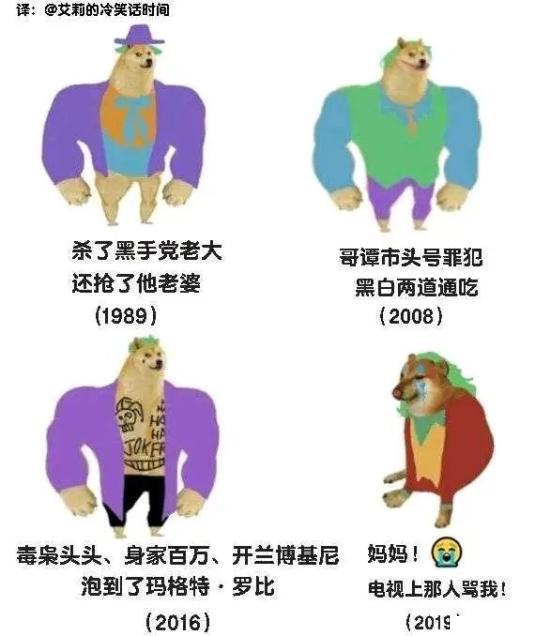 译：@艾莉的冷笑话时间
杀了黑手党老大
还抢了他老婆
(1989)
哥谭市头号罪犯
黑白两道通吃
(2008)
JOKER
毒枭头头、身家百万、开兰博基尼
泡到了玛格特·罗比
(2016)
妈妈！😭
电视上那人骂我！
(2019